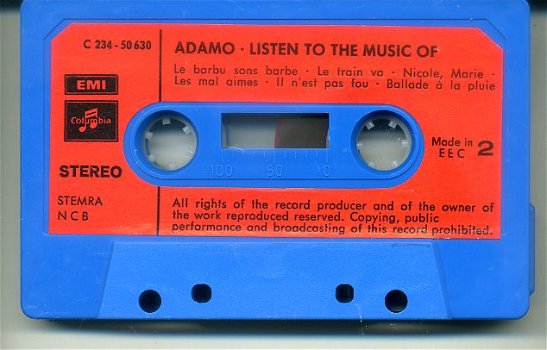 C 234 - 50 630
ADAMO · LISTEN TO THE MUSIC OF
Le barbu sons barbe · Le train va · Nicole, Marie ·
Les mal aimes · Il n'est pas fou · Ballade à la pluie
EMI
Columbia
STEREO
100 50 0
Made in
EEC 2
STEMRA
NCB
All rights of the record producer and of the owner of
the work reproduced reserved. Copying, public
performance and broadcasting of this record prohibited.